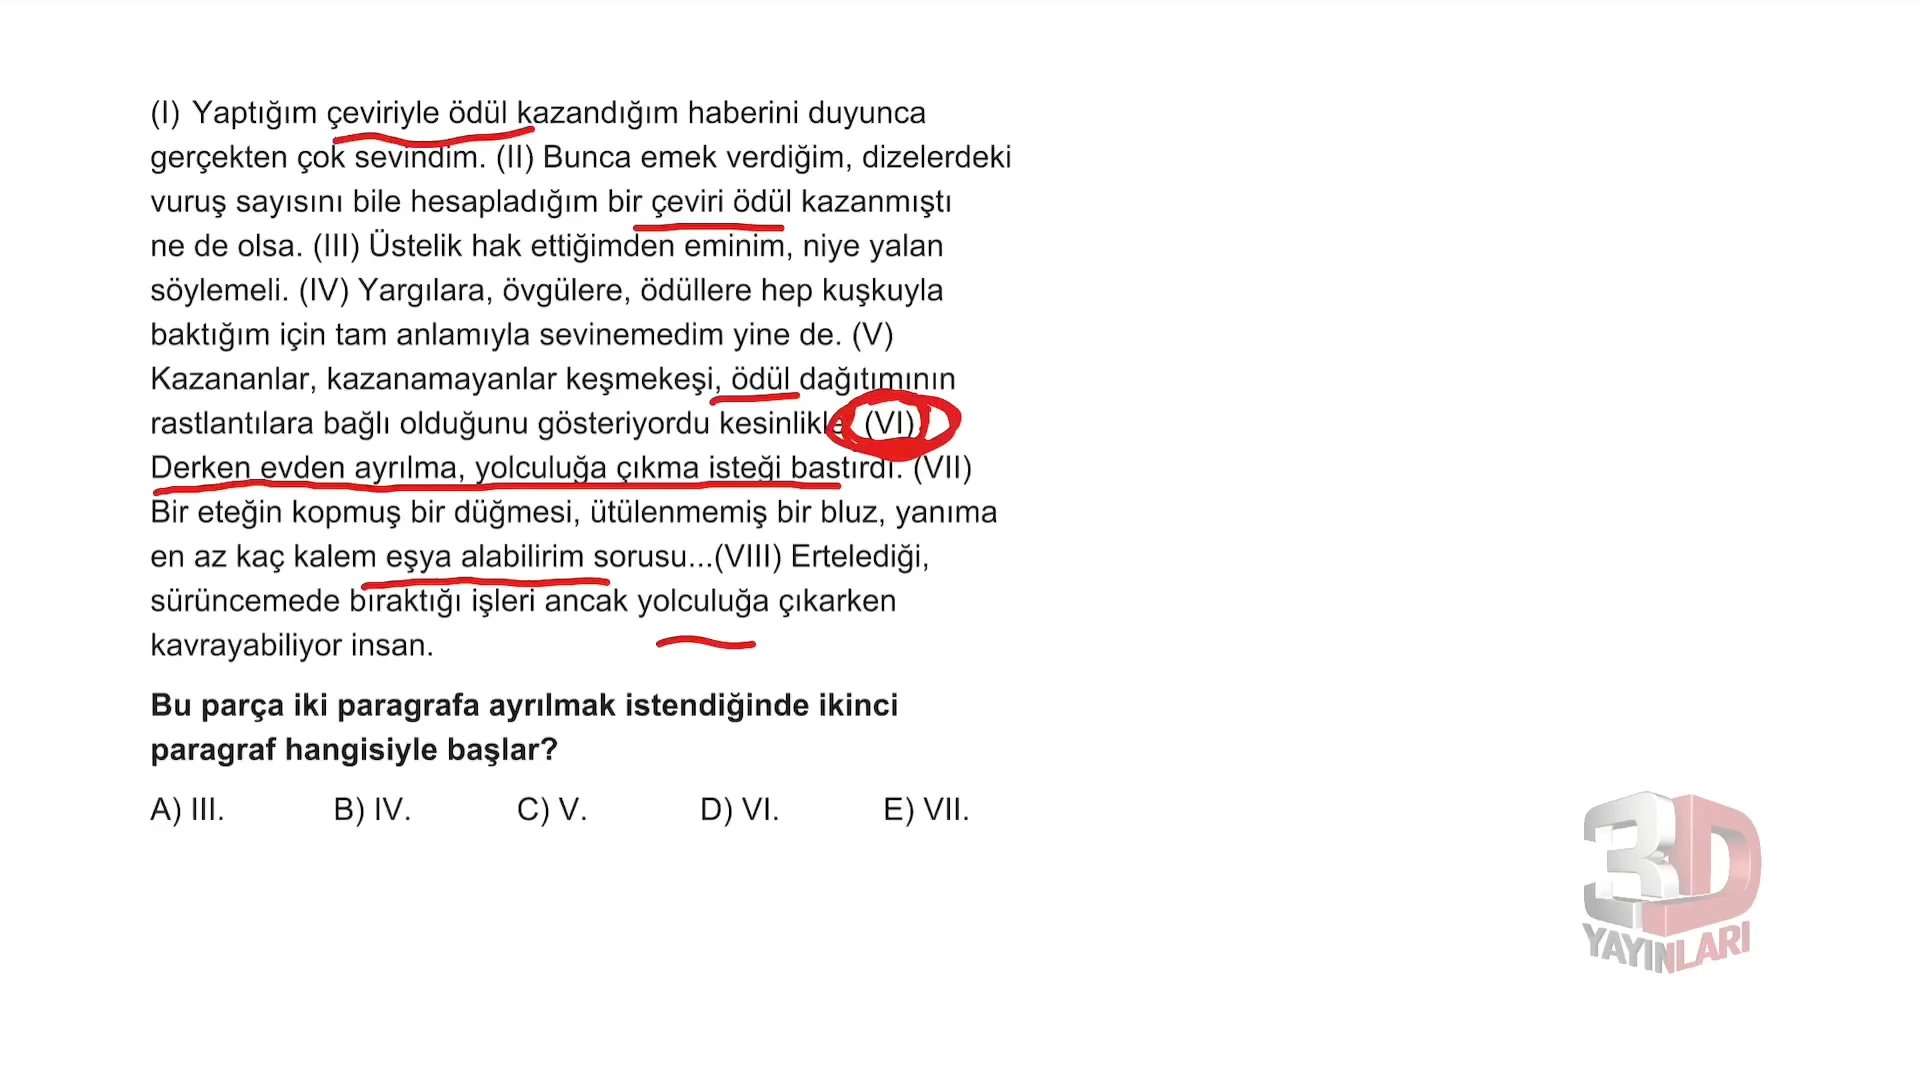 (I) Yaptığım çeviriyle ödül kazandığım haberini duyunca
gerçekten çok sevindim. (II) Bunca emek verdiğim, dizelerdeki
vuruş sayısını bile hesapladığım bir çeviri ödül kazanmıştı
ne de olsa. (III) Üstelik hak ettiğimden eminim, niye yalan
söylemeli. (IV) Yargılara, övgülere, ödüllere hep kuşkuyla
baktığım için tam anlamıyla sevinemedim yine de. (V)
Kazananlar, kazanamayanlar keşmekeşi, ödül dağıtımının
rastlantılara bağlı olduğunu gösteriyordu kesinlikle. (VI)
Derken evden ayrılma, yolculuğa çıkma isteği bastırdı. (VII)
Bir eteğin kopmuş bir düğmesi, ütülenmemiş bir bluz, yanıma
en az kaç kalem eşya alabilirim sorusu...(VIII) Ertelediği,
sürüncemede bıraktığı işleri ancak yolculuğa çıkarken
kavrayabiliyor insan.
Bu parça iki paragrafa ayrılmak istendiğinde ikinci
paragraf hangisiyle başlar?
A) III. B) IV. C) V. D) VI. E) VII.
3D
YAYINLARI